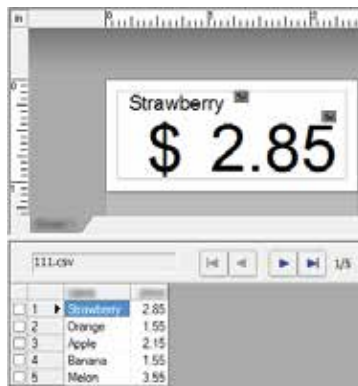 in
Strawberry
$ 2.85
111.csv
1/5
1 Strawberry 2.85
2 Orange 1.55
3 Apple 2.15
4 Banana 1.55
5 Melon 3.55